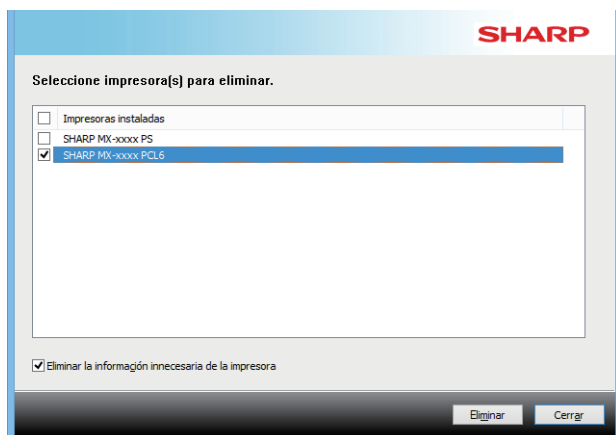 SHARP
Seleccione impresora(s) para eliminar.
Impresoras instaladas
SHARP MX-xxxx PS
SHARP MX-xxxx PCL6
Eliminar la información innecesaria de la impresora
Eliminar Cerrar